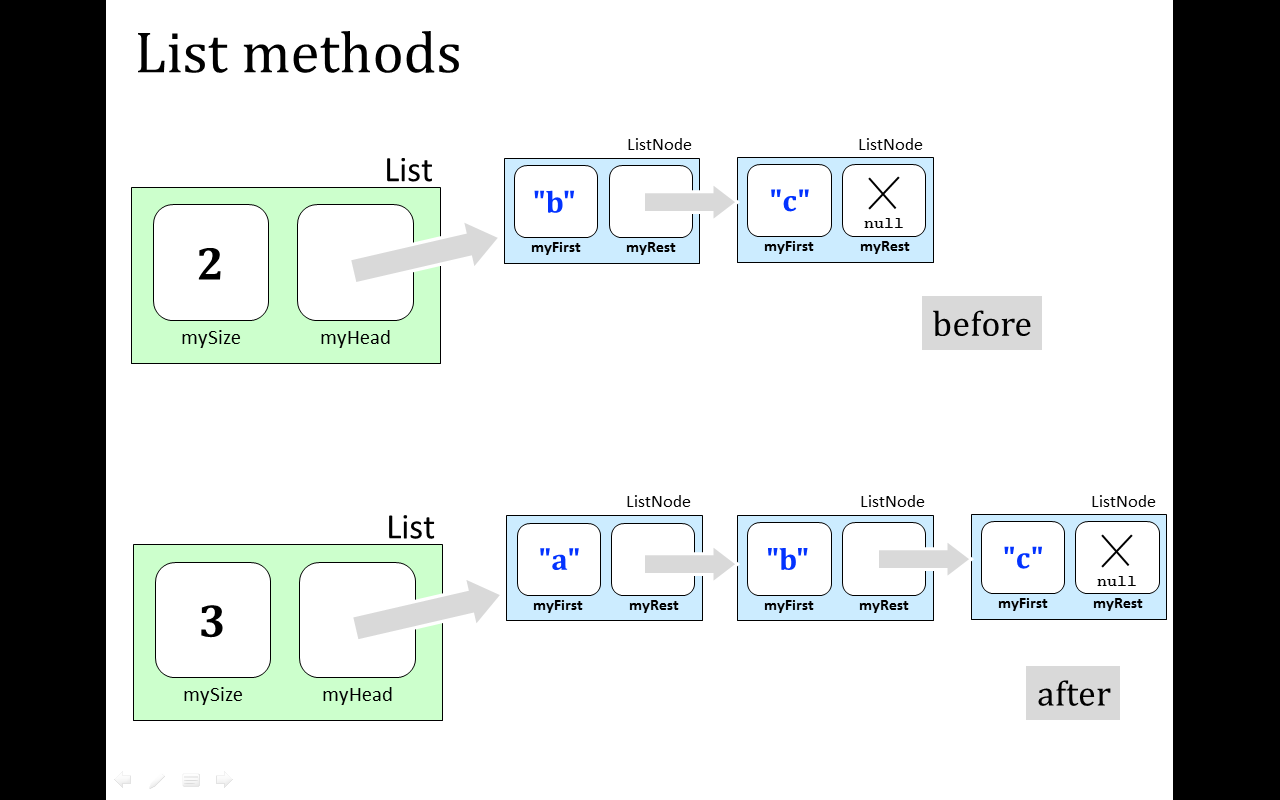 List methods
ListNode ListNode
List
"b" "c"
null
myFirst myRest myFirst myRest
2
mySize myHead
before
ListNode ListNode ListNode
List
"a" "b" "c"
null
myFirst myRest myFirst myRest myFirst myRest
3
mySize myHead
after